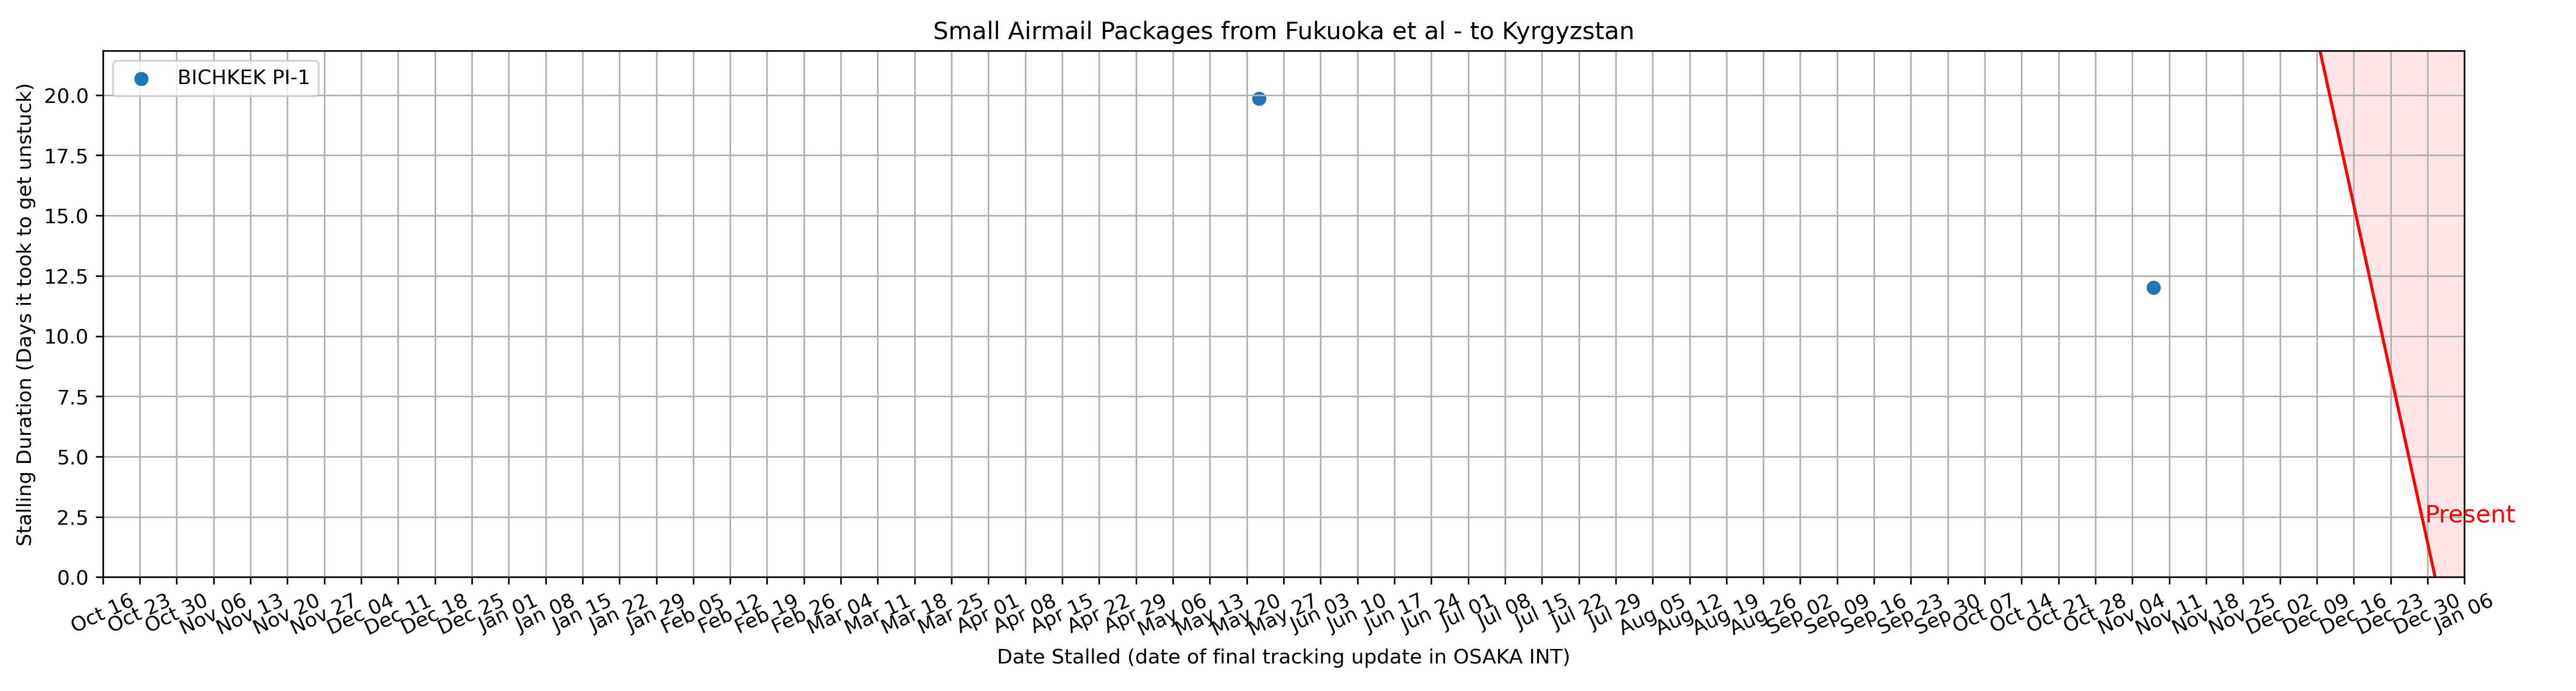 Small Airmail Packages from Fukuoka et al - to Kyrgyzstan
BICHKEK PI-1
Stalling Duration (Days it took to get unstuck)
20.0
17.5
15.0
12.5
10.0
7.5
5.0
2.5
0.0
Present
Oct 16
Oct 23
Oct 30
Nov 06
Nov 13
Nov 20
Nov 27
Dec 04
Dec 11
Dec 18
Dec 25
Jan 01
Jan 08
Jan 15
Jan 22
Jan 29
Feb 05
Feb 12
Feb 19
Feb 26
Mar 04
Mar 11
Mar 18
Mar 25
Apr 01
Apr 08
Apr 15
Apr 22
Apr 29
May 06
May 13
May 20
May 27
Jun 03
Jun 10
Jun 17
Jun 24
Jul 01
Jul 08
Jul 15
Jul 22
Jul 29
Aug 05
Aug 12
Aug 19
Aug 26
Sep 02
Sep 09
Sep 16
Sep 23
Sep 30
Oct 07
Oct 14
Oct 21
Oct 28
Nov 04
Nov 11
Nov 18
Nov 25
Dec 02
Dec 09
Dec 16
Dec 23
Dec 30
Jan 06
Date Stalled (date of final tracking update in OSAKA INT)